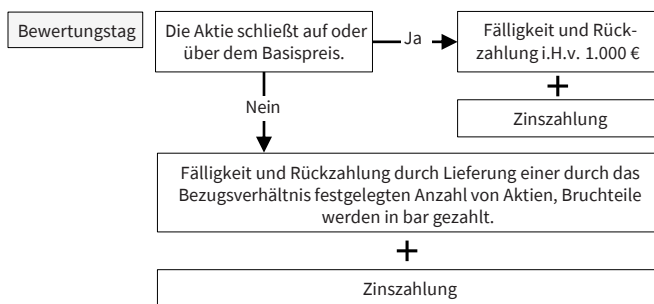 Bewertungstag
Die Aktie schließt auf oder
über dem Basispreis.
Ja
Fälligkeit und Rück-
zahlung i.H.v. 1.000 €
+
Zinszahlung
Nein
Fälligkeit und Rückzahlung durch Lieferung einer durch das
Bezugsverhältnis festgelegten Anzahl von Aktien, Bruchteile
werden in bar gezahlt.
+
Zinszahlung